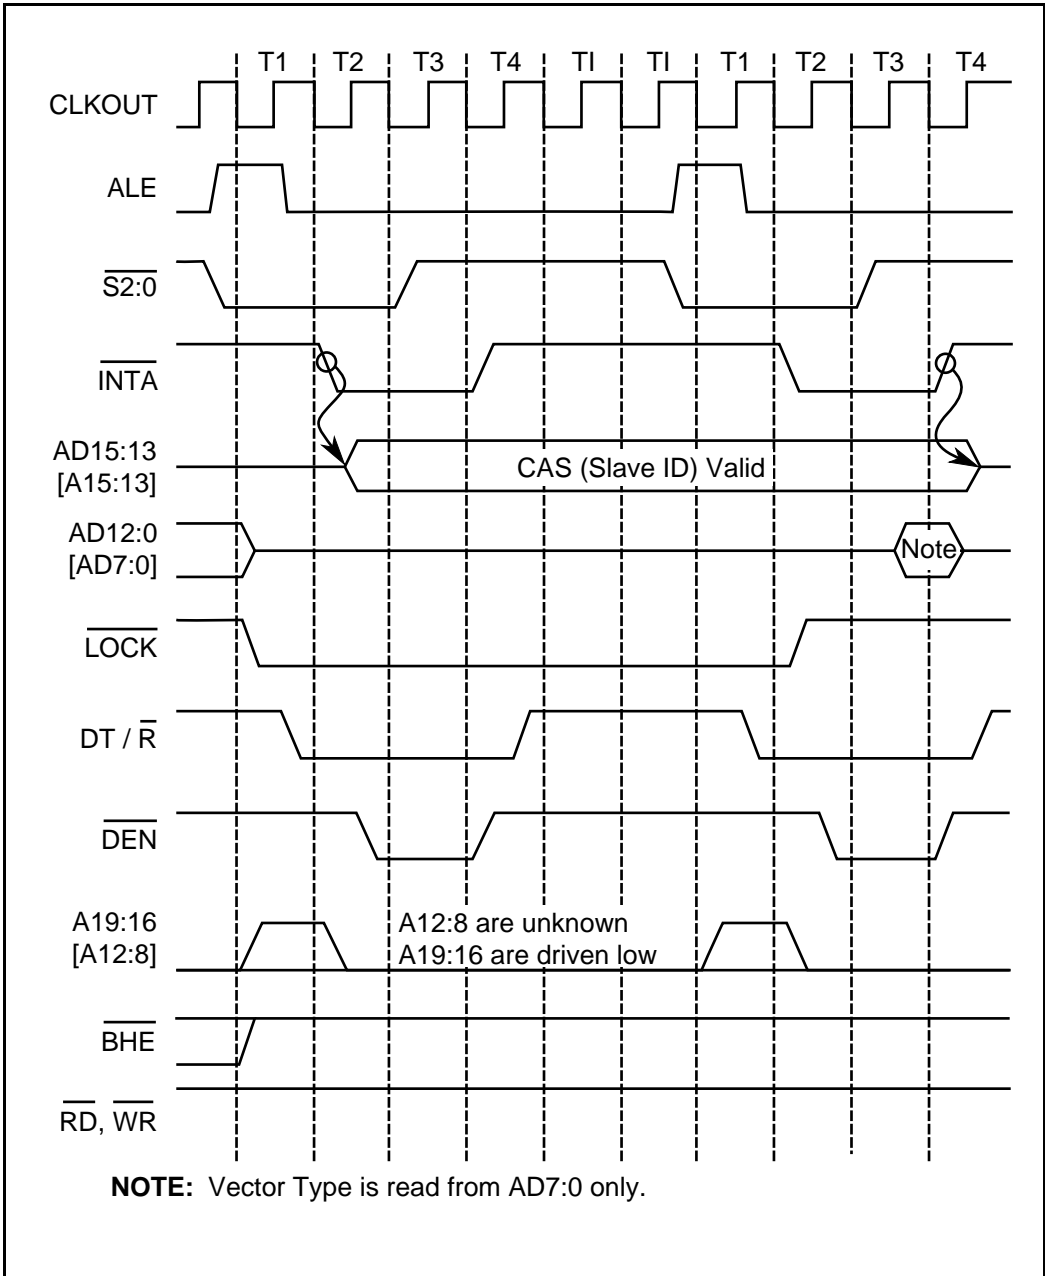 T1 T2 T3 T4 TI TI T1 T2 T3 T4
CLKOUT
ALE
S2:0
INTA
AD15:13
[A15:13]
CAS (Slave ID) Valid
AD12:0
[AD7:0]
Note
LOCK
DT / R
DEN
A19:16
[A12:8]
A12:8 are unknown
A19:16 are driven low
BHE
RD, WR
NOTE: Vector Type is read from AD7:0 only.